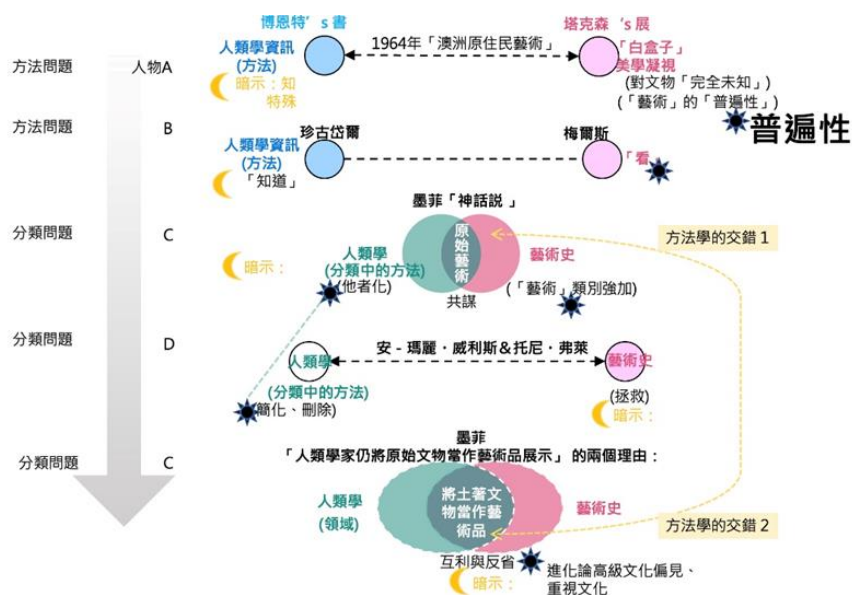 博恩特’s書
塔克森‘s展
人類學資訊
(方法)
1964年「澳洲原住民藝術」
「白盒子」
美學凝視
方法問題
人物A
暗示：知
特殊
(對文物「完全未知」)
(「藝術」的「普遍性」)
普遍性
方法問題
B
珍古岱爾
梅爾斯
人類學資訊
(方法)
「看
「知道」
墨菲「神話說」
分類問題
C
原始藝術
方法學的交錯 1
人類學
(分類中的方法)
藝術史
暗示：
(他者化)
共謀
(「藝術」類別強加)
分類問題
D
安–瑪麗・威利斯&托尼・弗萊
人類學
藝術史
(分類中的方法)
(拯救)
簡化、刪除)
暗示：
墨菲
分類問題
C
「人類學家仍將原始文物當作藝術品展示」的兩個理由：
人類學
(領域)
將土著文
物當作藝
術品
藝術史
方法學的交錯 2
互利與反省
暗示：
進化論高級文化偏見、
重視文化